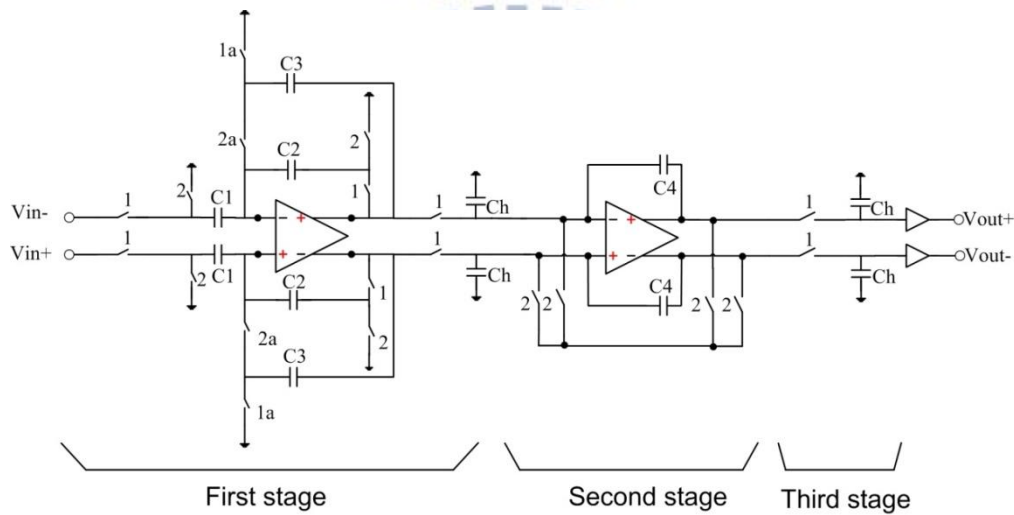 1a
C3
2a
C2
2
1
Vin-
1
2
C1
- +
1
Ch
C4
- +
1
Ch
Vout+
Vin+
1
2
C1
+ -
1
Ch
C4
+ -
1
Ch
Vout-
C2
1
2
2a
C3
1a
2 2
2 2
First stage
Second stage
Third stage